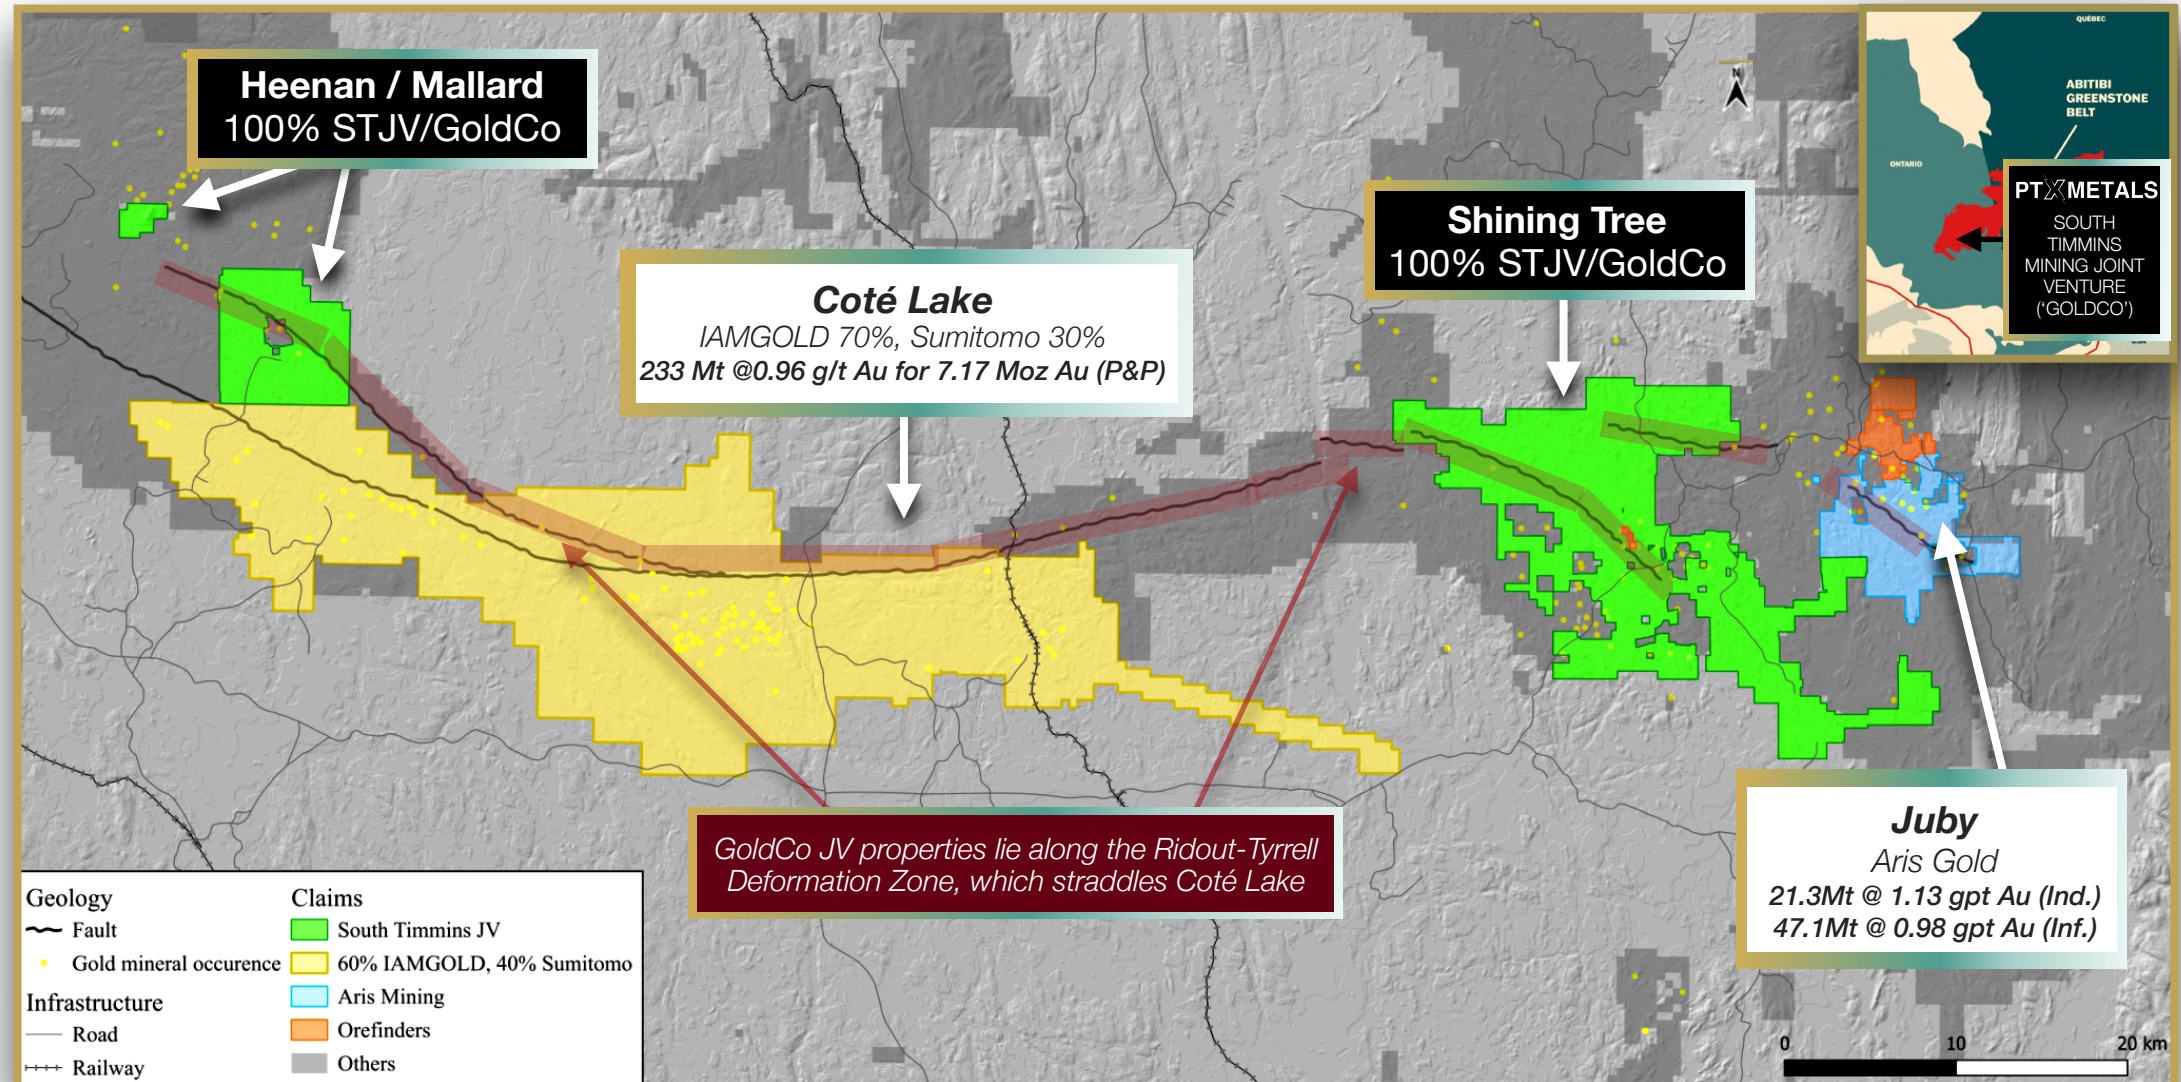 Heenan / Mallard
100% STJV/GoldCo
Coté Lake
IAMGOLD 70%, Sumitomo 30%
233 Mt @0.96 g/t Au for 7.17 Moz Au (P&P)
Shining Tree
100% STJV/GoldCo
N
QUÉBEC
ABITIBI
GREENSTONE
BELT
ONTARIO
PTX METALS
SOUTH
TIMMINS
MINING JOINT
VENTURE
(‘GOLDCO’)
USA
GoldCo JV properties lie along the Ridout-Tyrrell
Deformation Zone, which straddles Coté Lake
Juby
Aris Gold
21.3Mt @ 1.13 gpt Au (Ind.)
47.1Mt @ 0.98 gpt Au (Inf.)
Geology
Fault
Gold mineral occurence
Infrastructure
Road
Railway
Claims
South Timmins JV
60% IAMGOLD, 40% Sumitomo
Aris Mining
Orefinders
Others
0 10 20 km